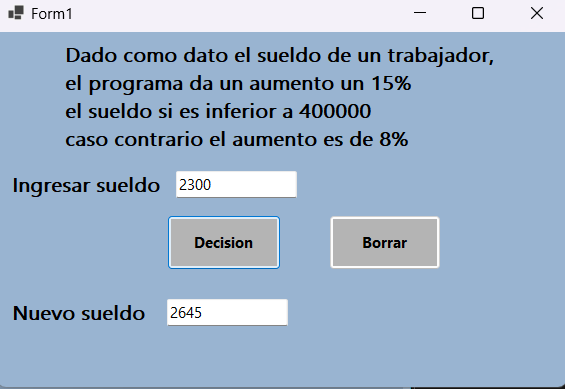 Form1
Dado como dato el sueldo de un trabajador,
el programa da un aumento un 15%
el sueldo si es inferior a 400000
caso contrario el aumento es de 8%
Ingresar sueldo 2300
Decision Borrar
Nuevo sueldo 2645